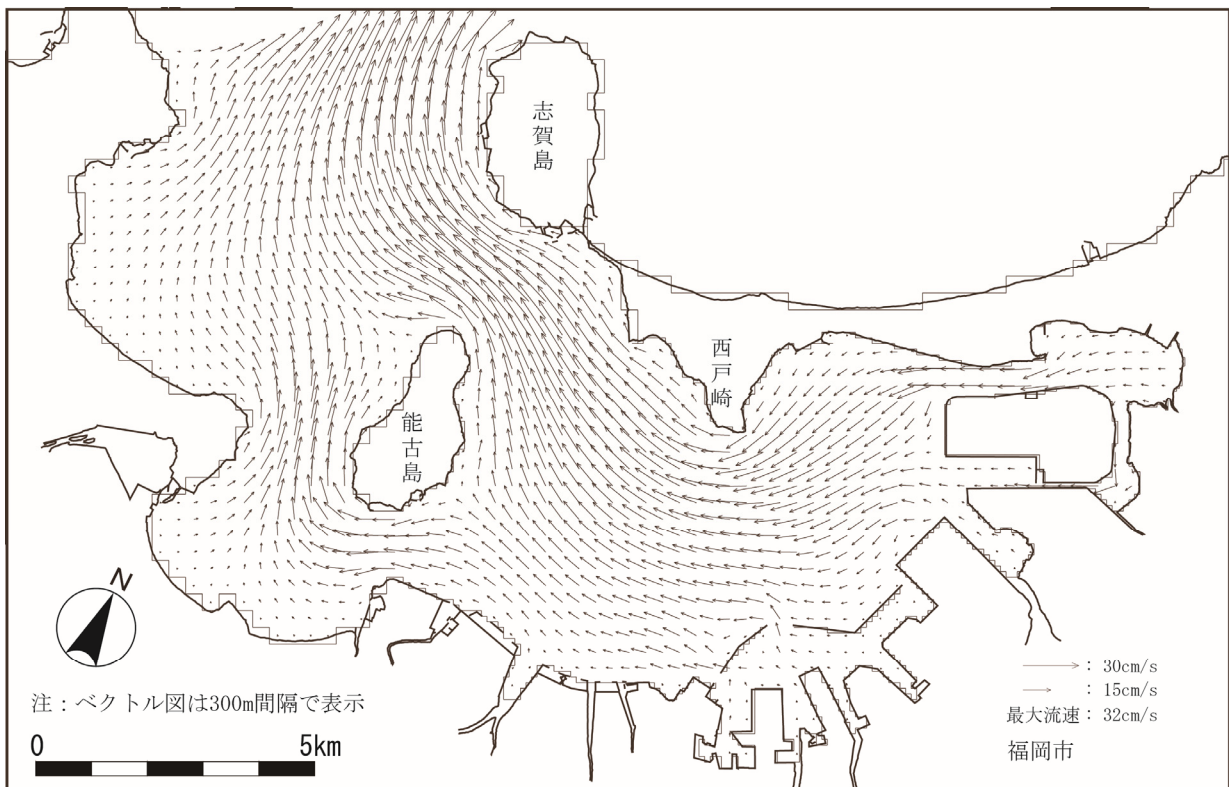 志賀島
西戸崎
能古島
N
注：ベクトル図は300m間隔で表示
0 5km
：30cm/s
：15cm/s
最大流速：32cm/s
福岡市